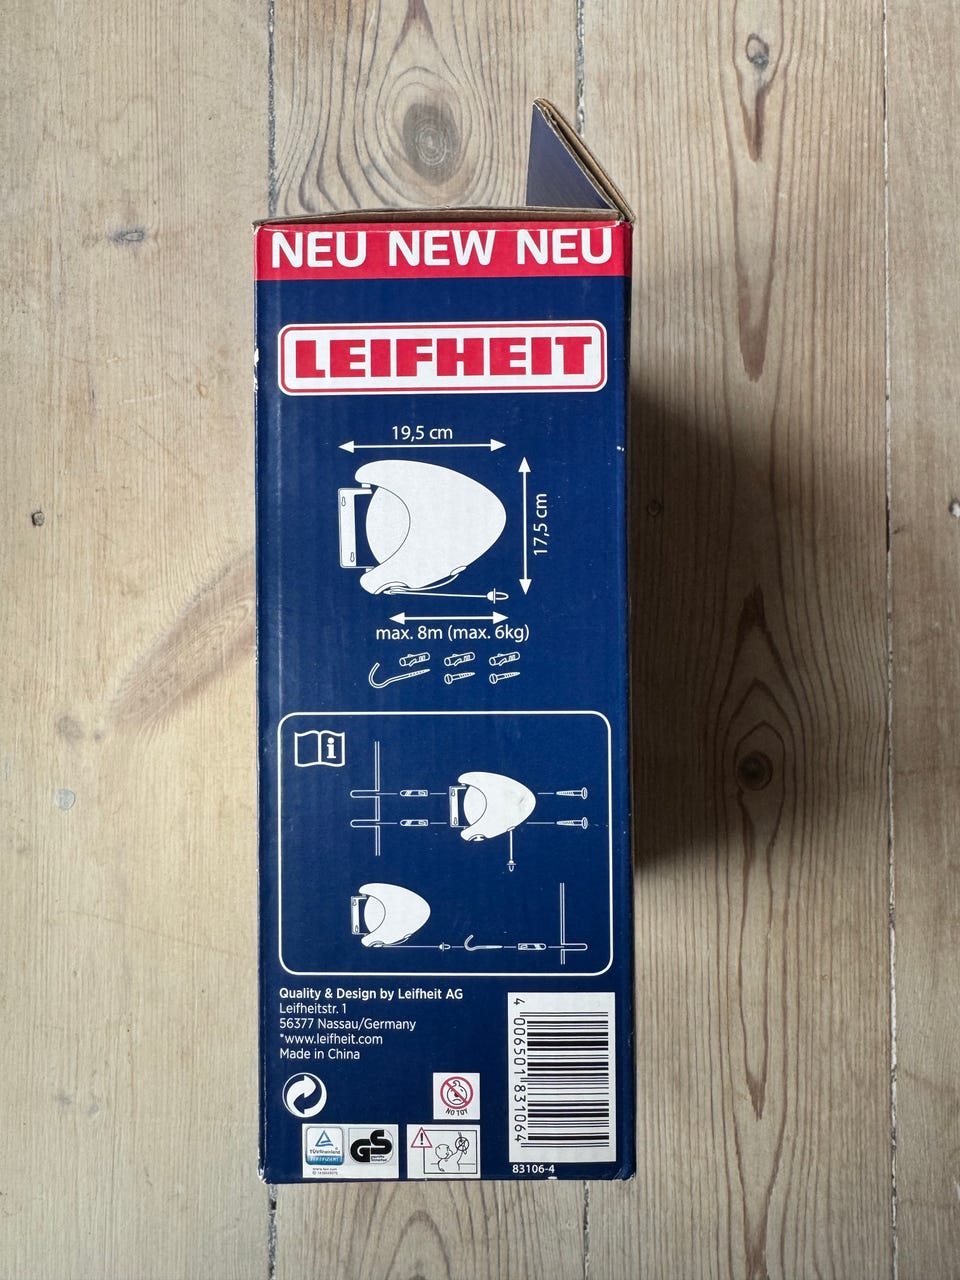 NEU NEW NEU
LEIFHEIT
19,5 cm
17,5 cm
max. 8m (max. 6kg)
i
Quality & Design by Leifheit AG
Leifheitstr. 1
56377 Nassau/Germany
*www.leifheit.com
Made in China
NO TOY
TÜVRheinland
GS
4 006501 831064
83106-4